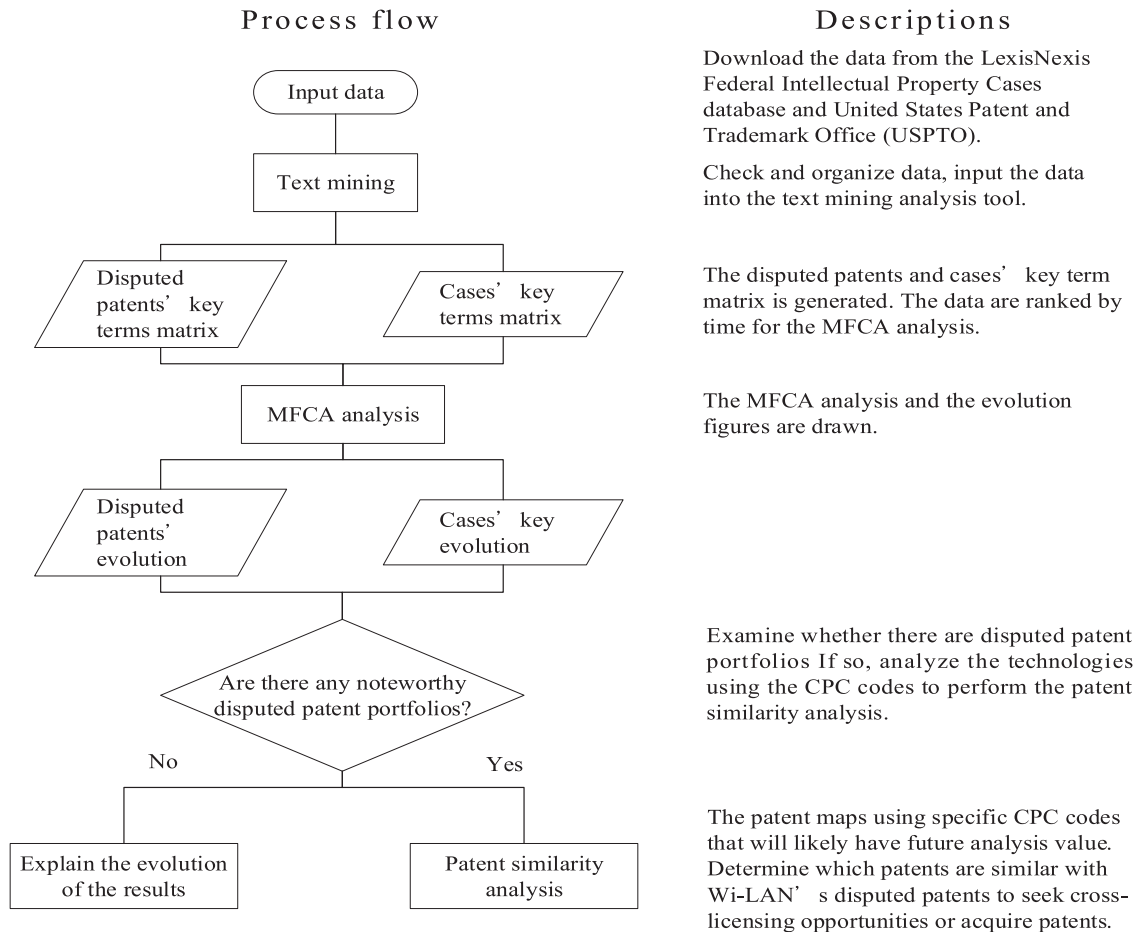 Process flow
Descriptions
Input data
Download the data from the LexisNexis
Federal Intellectual Property Cases
database and United States Patent and
Trademark Office (USPTO).
Text mining
Check and organize data, input the data
into the text mining analysis tool.
Disputed
patents’ key
terms matrix
Cases’ key
terms matrix
The disputed patents and cases’ key term
matrix is generated. The data are ranked by
time for the MFCA analysis.
MFCA analysis
The MFCA analysis and the evolution
figures are drawn.
Disputed
patents’
evolution
Cases’ key
evolution
Are there any noteworthy
disputed patent portfolios?
Examine whether there are disputed patent
portfolios If so, analyze the technologies
using the CPC codes to perform the patent
similarity analysis.
No
Yes
Explain the evolution
of the results
Patent similarity
analysis
The patent maps using specific CPC codes
that will likely have future analysis value.
Determine which patents are similar with
Wi-LAN’ s disputed patents to seek cross-
licensing opportunities or acquire patents.